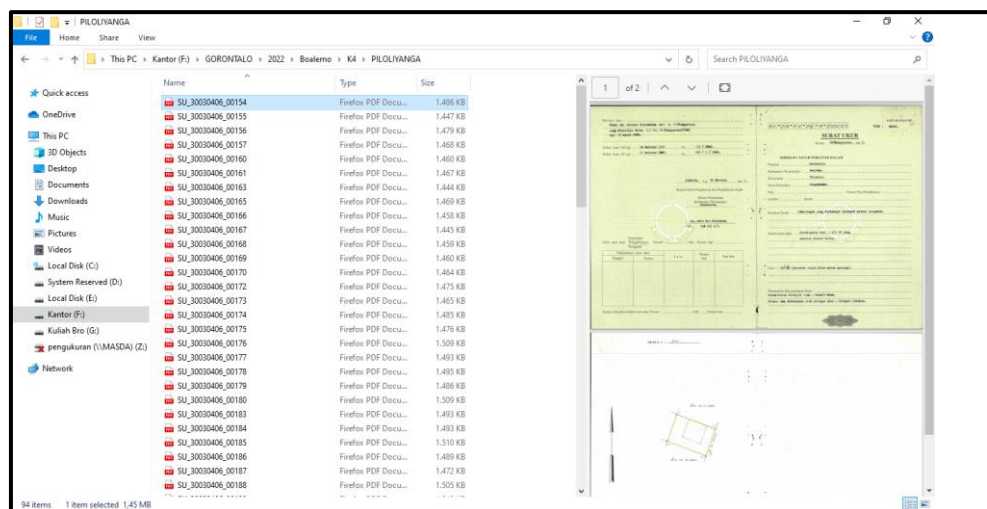 PILOLIYANGA
File Home Share View
This PC > Kantor (F:) > GORONTALO > 2022 > Boalemo > K4 > PILOLIYANGA
Search PILOLIYANGA
Quick access
OneDrive
This PC
3D Objects
Desktop
Documents
Downloads
Music
Pictures
Videos
Local Disk (C:)
System Reserved (D:)
Local Disk (E:)
Kantor (F:)
Kuliah Bro (G:)
pengukuran (\\MASDA) (Z:)
Network
Name Type Size
SU_30030406_00154 Firefox PDF Docu... 1.486 KB
SU_30030406_00155 Firefox PDF Docu... 1.447 KB
SU_30030406_00156 Firefox PDF Docu... 1.479 KB
SU_30030406_00157 Firefox PDF Docu... 1.468 KB
SU_30030406_00160 Firefox PDF Docu... 1.460 KB
SU_30030406_00161 Firefox PDF Docu... 1.467 KB
SU_30030406_00163 Firefox PDF Docu... 1.444 KB
SU_30030406_00165 Firefox PDF Docu... 1.469 KB
SU_30030406_00166 Firefox PDF Docu... 1.458 KB
SU_30030406_00167 Firefox PDF Docu... 1.445 KB
SU_30030406_00168 Firefox PDF Docu... 1.459 KB
SU_30030406_00169 Firefox PDF Docu... 1.460 KB
SU_30030406_00170 Firefox PDF Docu... 1.464 KB
SU_30030406_00172 Firefox PDF Docu... 1.475 KB
SU_30030406_00173 Firefox PDF Docu... 1.465 KB
SU_30030406_00174 Firefox PDF Docu... 1.485 KB
SU_30030406_00175 Firefox PDF Docu... 1.476 KB
SU_30030406_00176 Firefox PDF Docu... 1.509 KB
SU_30030406_00177 Firefox PDF Docu... 1.493 KB
SU_30030406_00178 Firefox PDF Docu... 1.495 KB
SU_30030406_00179 Firefox PDF Docu... 1.486 KB
SU_30030406_00180 Firefox PDF Docu... 1.509 KB
SU_30030406_00183 Firefox PDF Docu... 1.493 KB
SU_30030406_00184 Firefox PDF Docu... 1.493 KB
SU_30030406_00185 Firefox PDF Docu... 1.510 KB
SU_30030406_00186 Firefox PDF Docu... 1.489 KB
SU_30030406_00187 Firefox PDF Docu... 1.472 KB
SU_30030406_00188 Firefox PDF Docu... 1.505 KB
94 items 1 item selected 1,45 MB
1 of 2
SURAT UKUR